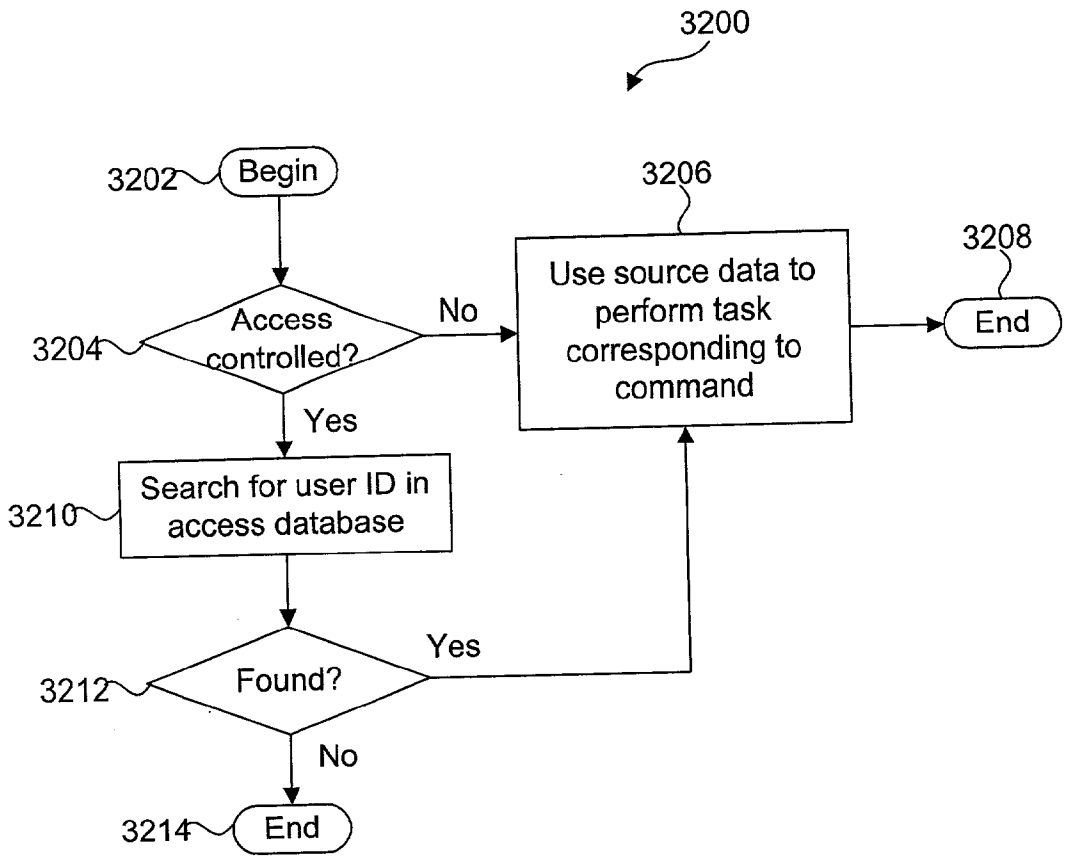 3200
3202
Begin
3206
3208
Use source data to
perform task
corresponding to
command
End
No
3204
Access
controlled?
Yes
3210
Search for user ID in
access database
Yes
3212
Found?
No
3214
End